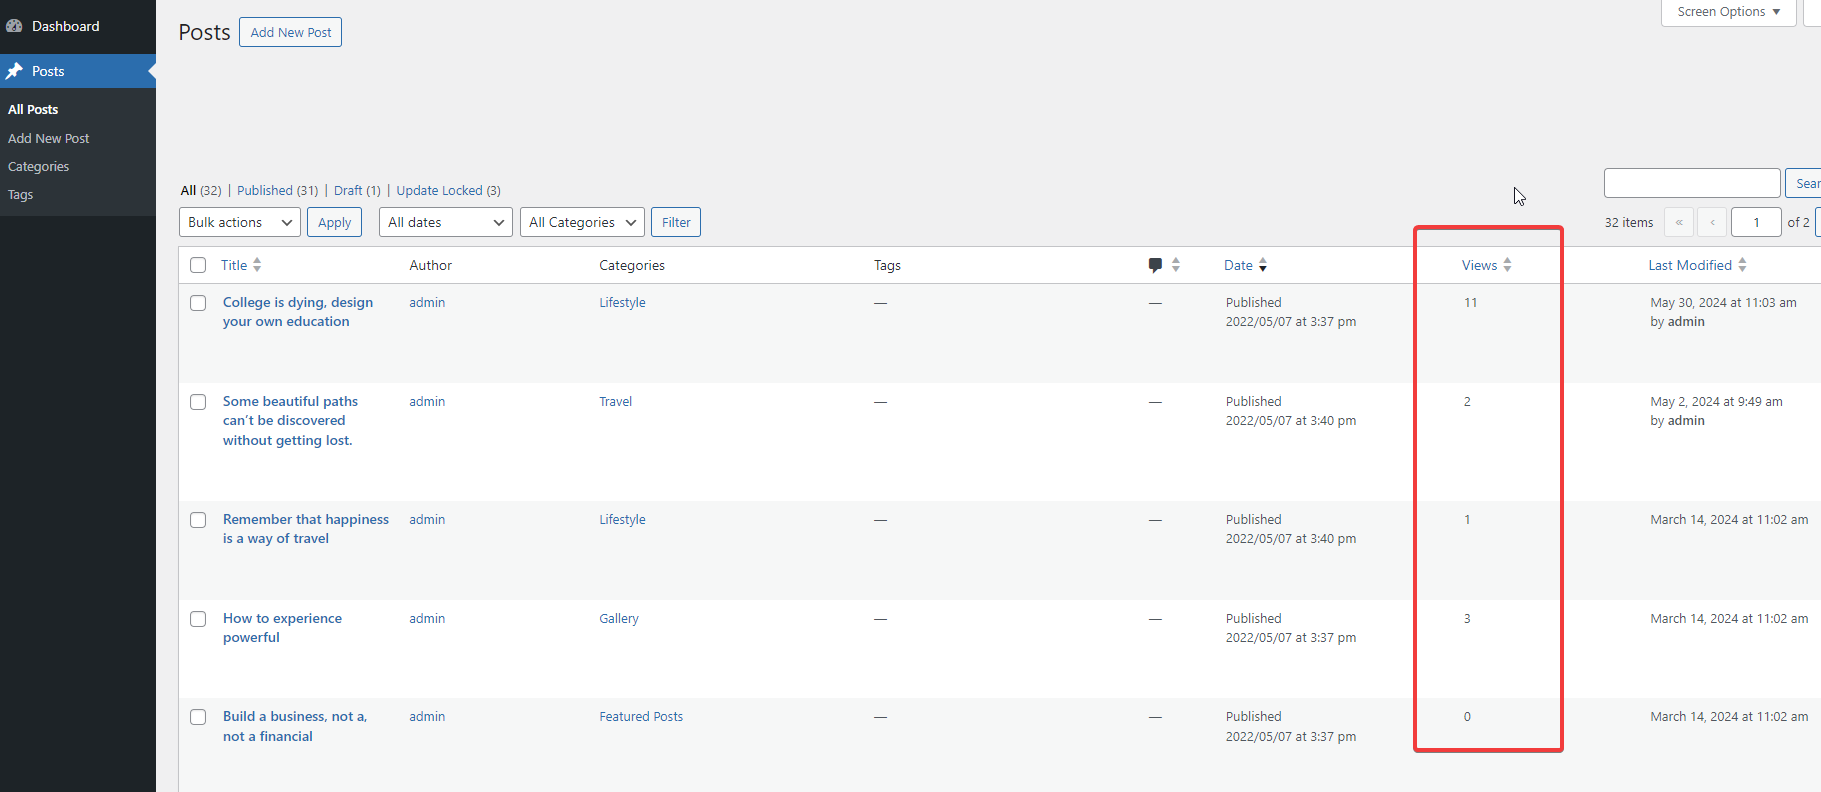 Dashboard
Posts
All Posts
Add New Post
Categories
Tags
Posts Add New Post
Screen Options ▼
All (32) | Published (31) | Draft (1) | Update Locked (3)
Bulk actions Apply All dates All Categories Filter
32 items « ‹ 1 of 2
Title Author Categories Tags Date Views Last Modified
College is dying, design your own education
admin
Lifestyle
—
—
Published
2022/05/07 at 3:37 pm
11
May 30, 2024 at 11:03 am
by admin
Some beautiful paths
can’t be discovered
without getting lost.
admin
Travel
—
—
Published
2022/05/07 at 3:40 pm
2
May 2, 2024 at 9:49 am
by admin
Remember that happiness
is a way of travel
admin
Lifestyle
—
—
Published
2022/05/07 at 3:40 pm
1
March 14, 2024 at 11:02 am
How to experience
powerful
admin
Gallery
—
—
Published
2022/05/07 at 3:37 pm
3
March 14, 2024 at 11:02 am
Build a business, not a,
not a financial
admin
Featured Posts
—
—
Published
2022/05/07 at 3:37 pm
0
March 14, 2024 at 11:02 am